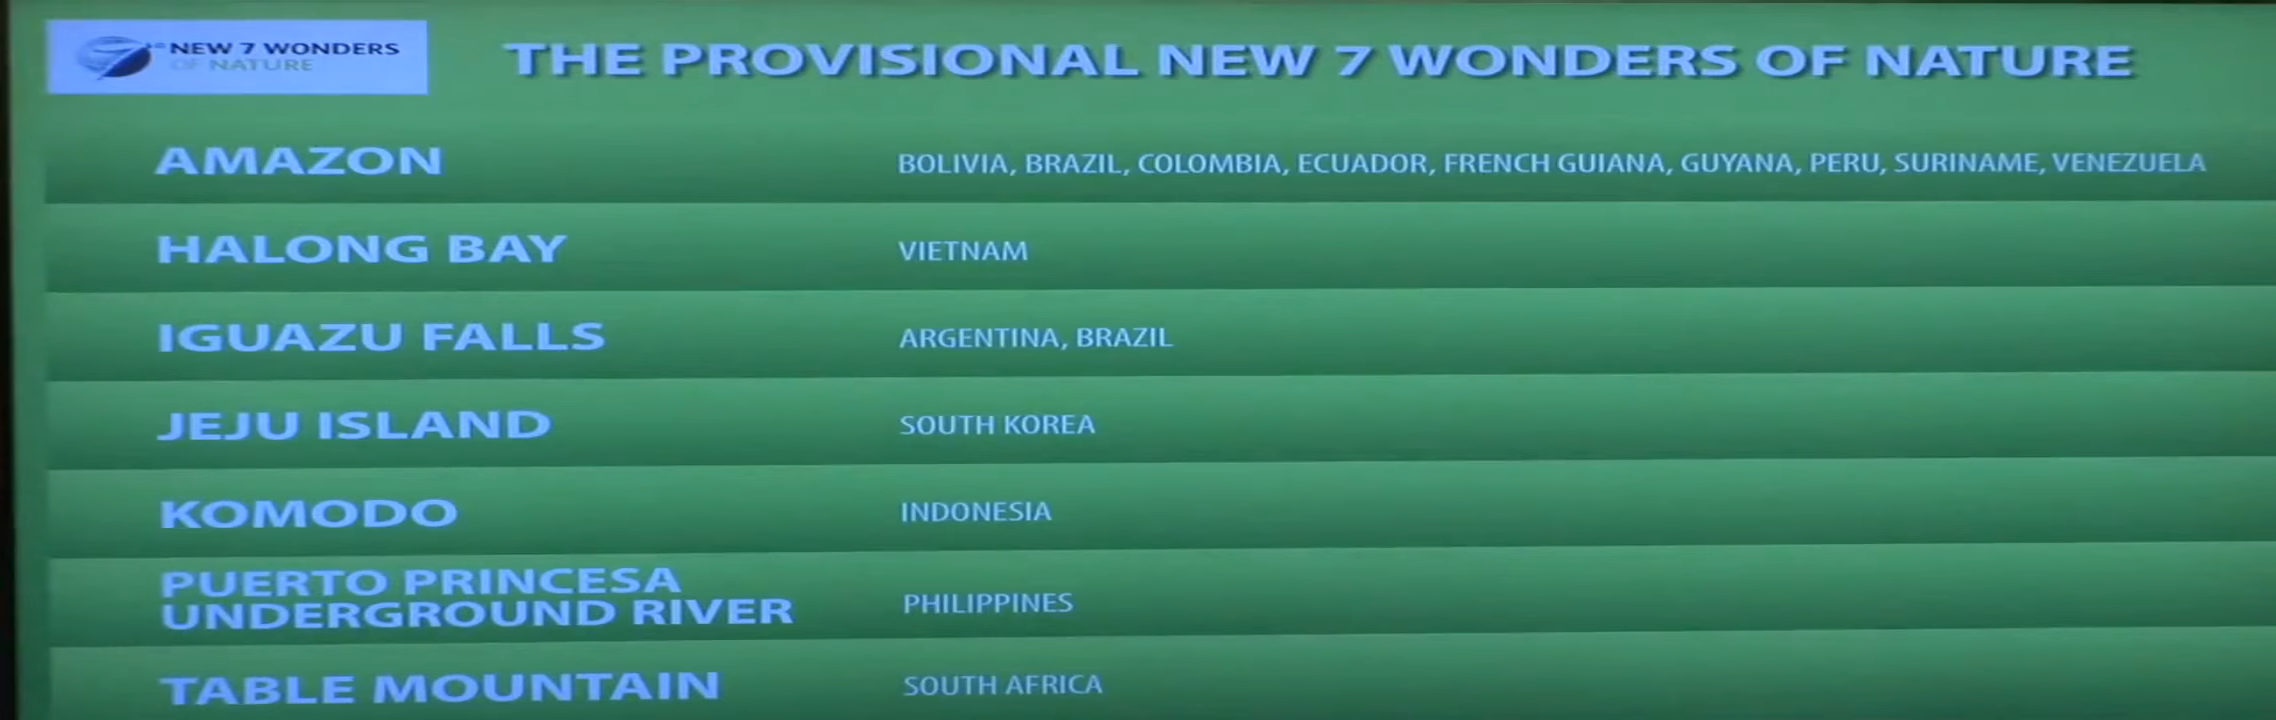 NEW 7 WONDERS
OF NATURE
THE PROVISIONAL NEW 7 WONDERS OF NATURE
AMAZON BOLIVIA, BRAZIL, COLOMBIA, ECUADOR, FRENCH GUIANA, GUYANA, PERU, SURINAME, VENEZUELA
HALONG BAY VIETNAM
IGUAZU FALLS ARGENTINA, BRAZIL
JEJU ISLAND SOUTH KOREA
KOMODO INDONESIA
PUERTO PRINCESA
UNDERGROUND RIVER PHILIPPINES
TABLE MOUNTAIN SOUTH AFRICA